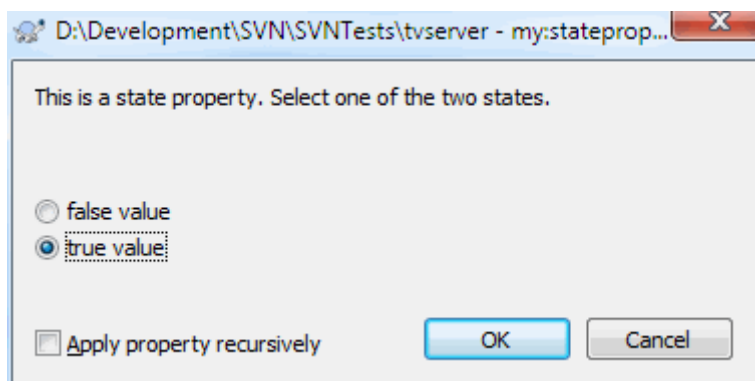 D:\Development\SVN\SVNTests\tvserver - my:stateprop...
This is a state property. Select one of the two states.
false value
true value
Apply property recursively
OK
Cancel